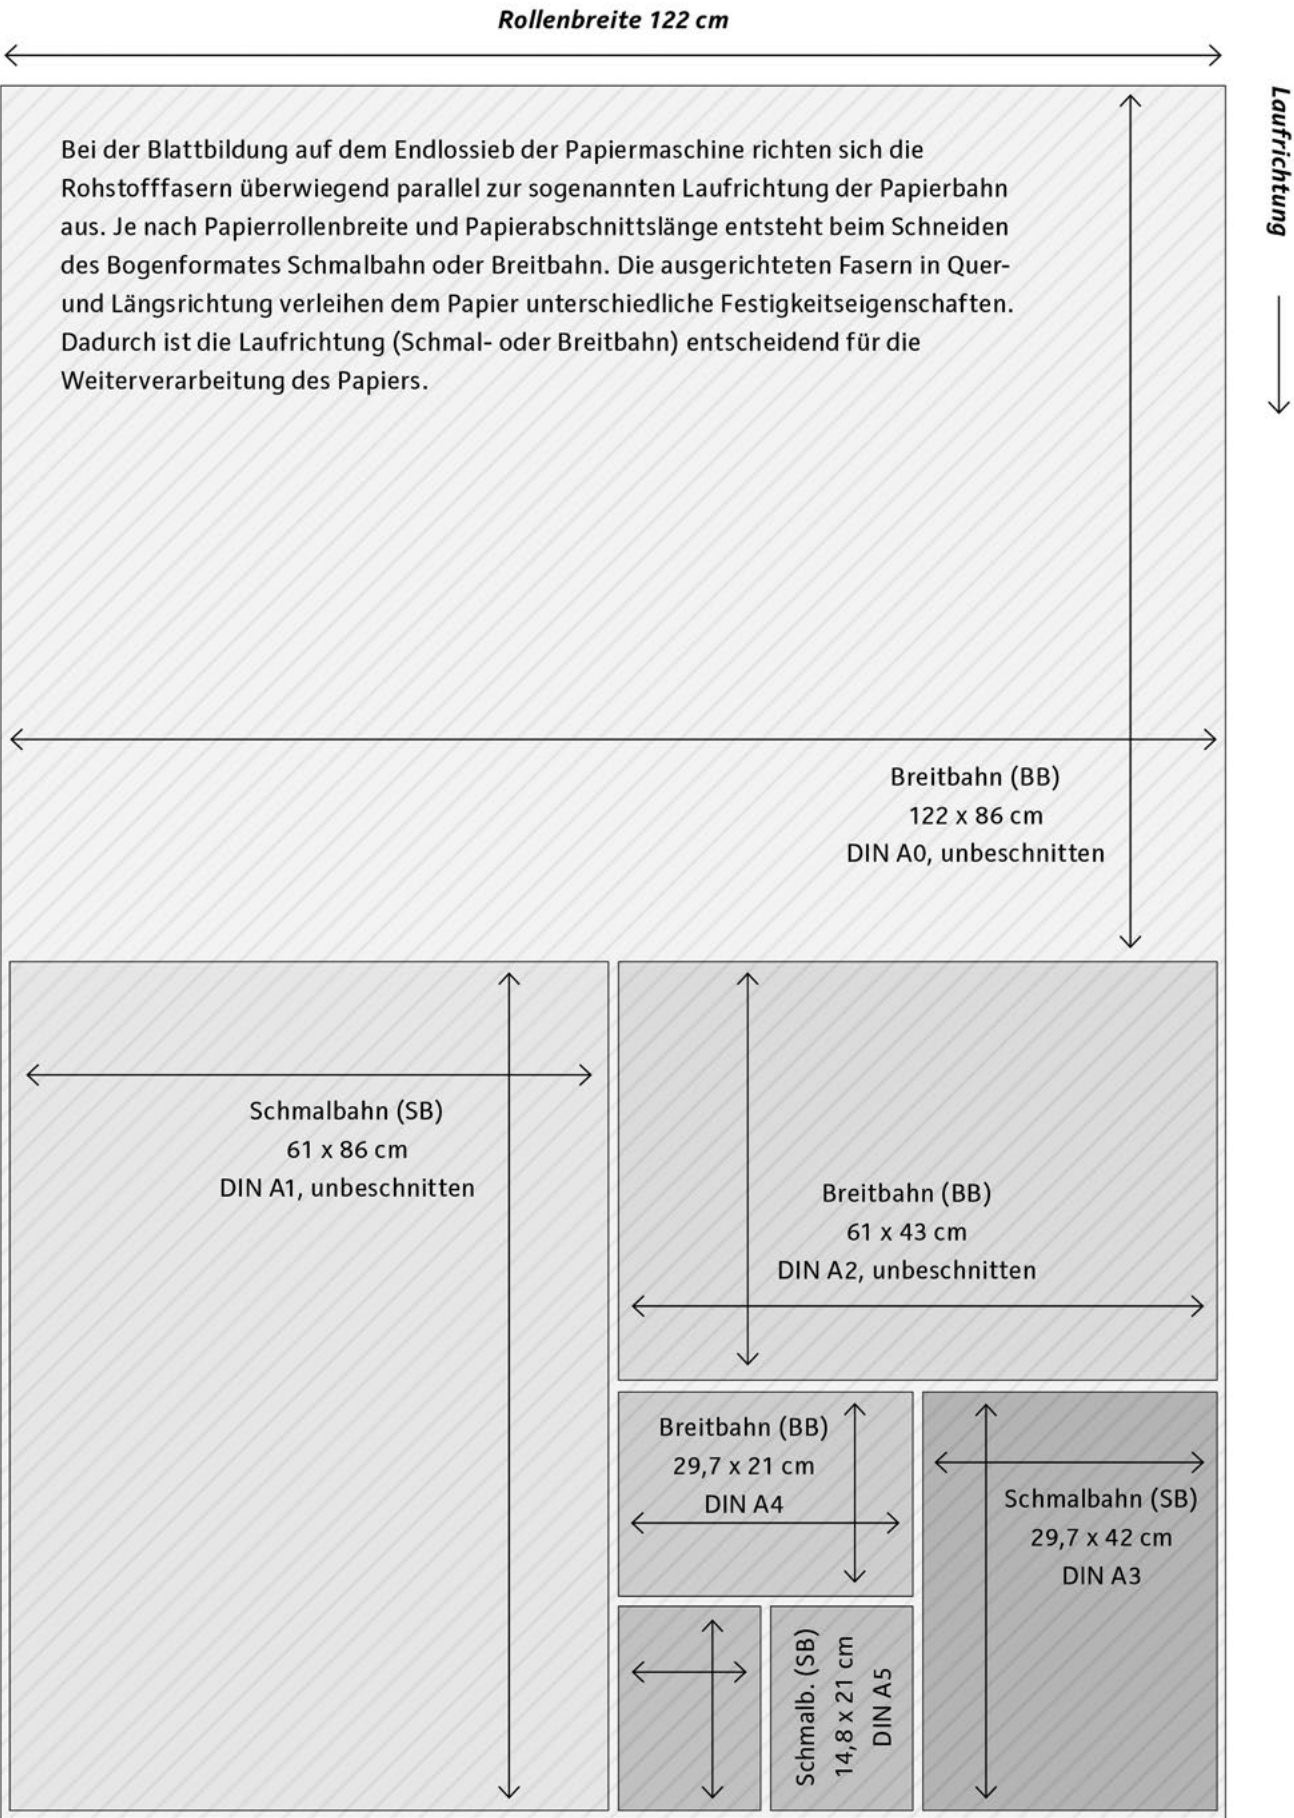 Rollenbreite 122 cm
Laufrichtung
Bei der Blattbildung auf dem Endlossieb der Papiermaschine richten sich die
Rohstofffasern überwiegend parallel zur sogenannten Laufrichtung der Papierbahn
aus. Je nach Papierrollenbreite und Papierabschnittslänge entsteht beim Schneiden
des Bogenformates Schmalbahn oder Breitbahn. Die ausgerichteten Fasern in Quer-
und Längsrichtung verleihen dem Papier unterschiedliche Festigkeitseigenschaften.
Dadurch ist die Laufrichtung (Schmal- oder Breitbahn) entscheidend für die
Weiterverarbeitung des Papiers.
Breitbahn (BB)
122 x 86 cm
DIN A0, unbeschnitten
Schmalbahn (SB)
61 x 86 cm
DIN A1, unbeschnitten
Breitbahn (BB)
61 x 43 cm
DIN A2, unbeschnitten
Breitbahn (BB)
29,7 x 21 cm
DIN A4
Schmalbahn (SB)
29,7 x 42 cm
DIN A3
Schmalb. (SB)
14,8 x 21 cm
DIN A5